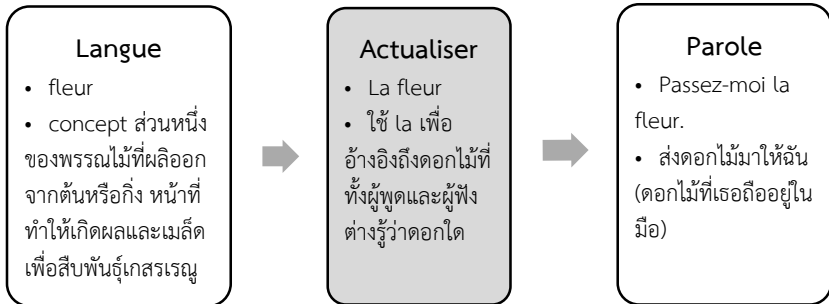 Langue
• fleur
• concept ส่วนหนึ่ง
ของพรรณไม้ที่ผลิออก
จากต้นหรือกิ่ง หน้าที่
ทำให้เกิดผลและเมล็ด
เพื่อสืบพันธุ์เกสรเรณู
Actualiser
• La fleur
• ใช้ la เพื่อ
อ้างอิงถึงดอกไม้ที่
ทั้งผู้พูดและผู้ฟัง
ต่างรู้ว่าดอกใด
Parole
• Passez-moi la
fleur.
• ส่งดอกไม้มาให้ฉัน
(ดอกไม้ที่เธอถืออยู่ใน
มือ)